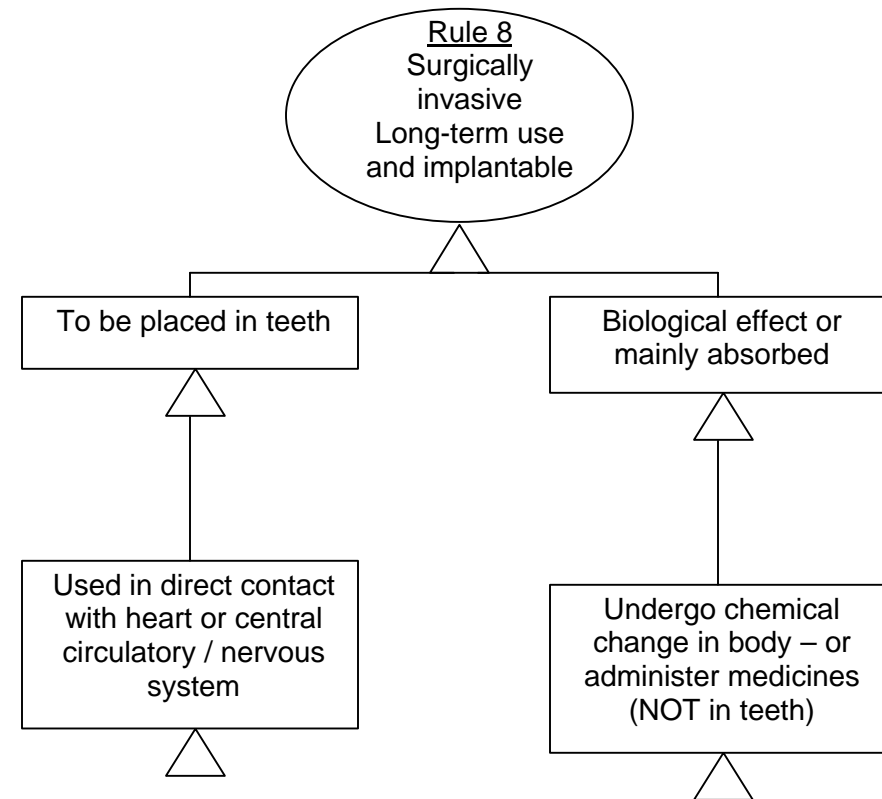 Rule 8
Surgically
invasive
Long-term use
and implantable
To be placed in teeth
Biological effect or
mainly absorbed
Used in direct contact
with heart or central
circulatory / nervous
system
Undergo chemical
change in body – or
administer medicines
(NOT in teeth)